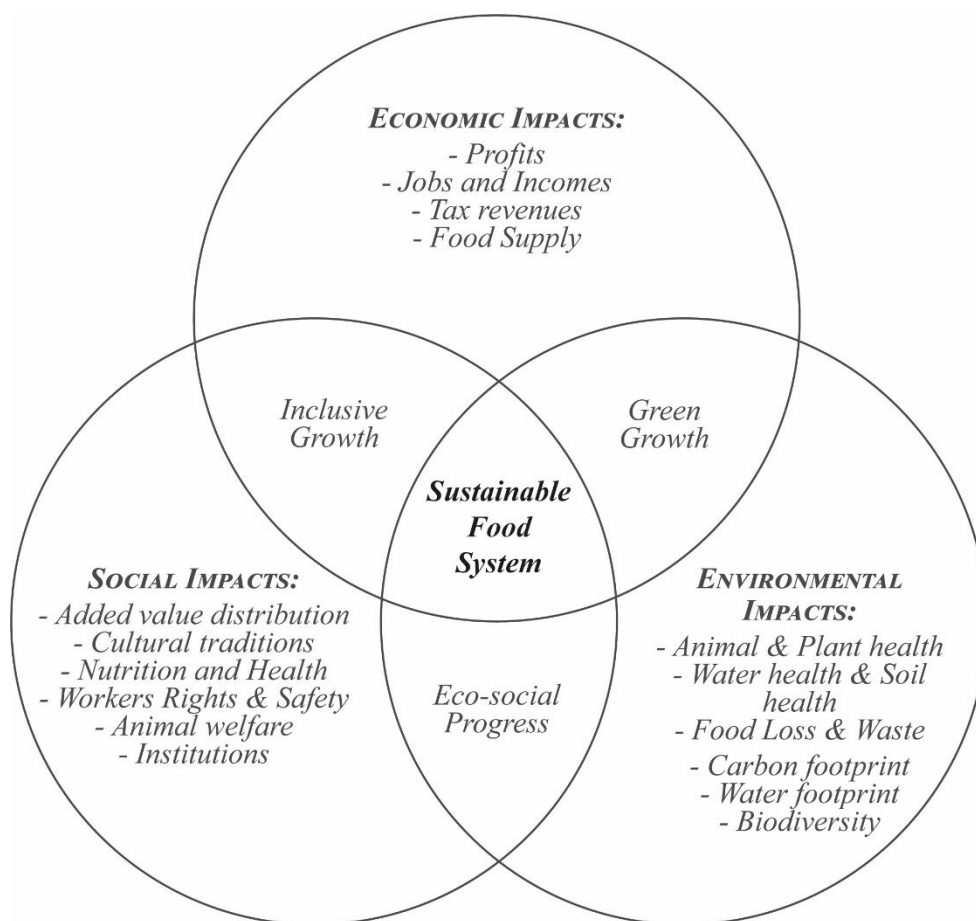 ECONOMIC IMPACTS:
- Profits
- Jobs and Incomes
- Tax revenues
- Food Supply
Inclusive
Growth
Green
Growth
Sustainable
Food
System
SOCIAL IMPACTS:
- Added value distribution
- Cultural traditions
- Nutrition and Health
- Workers Rights & Safety
- Animal welfare
- Institutions
Eco-social
Progress
ENVIRONMENTAL
IMPACTS:
- Animal & Plant health
- Water health & Soil
health
- Food Loss & Waste
- Carbon footprint
- Water footprint
- Biodiversity